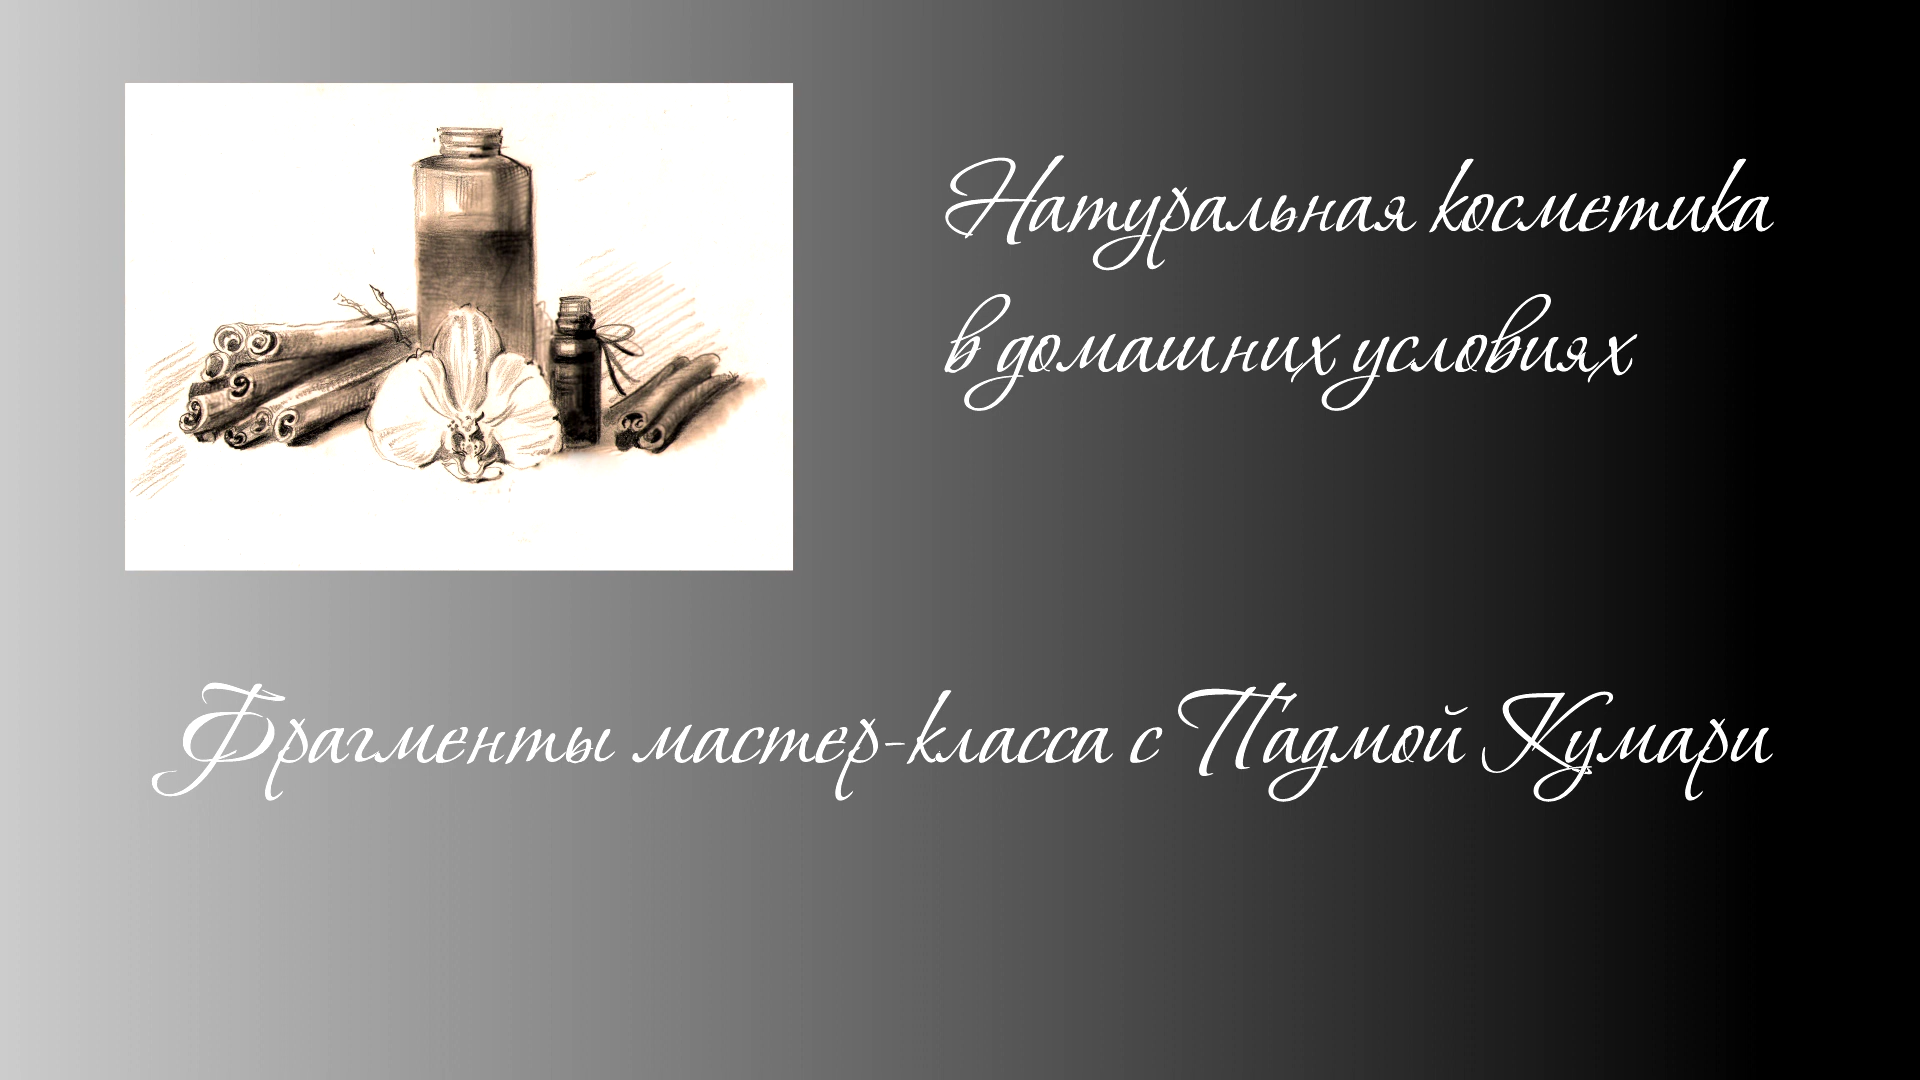 Натуральная косметика
в домашних условиях
Фрагменты мастер-класса с Падмой Кумари